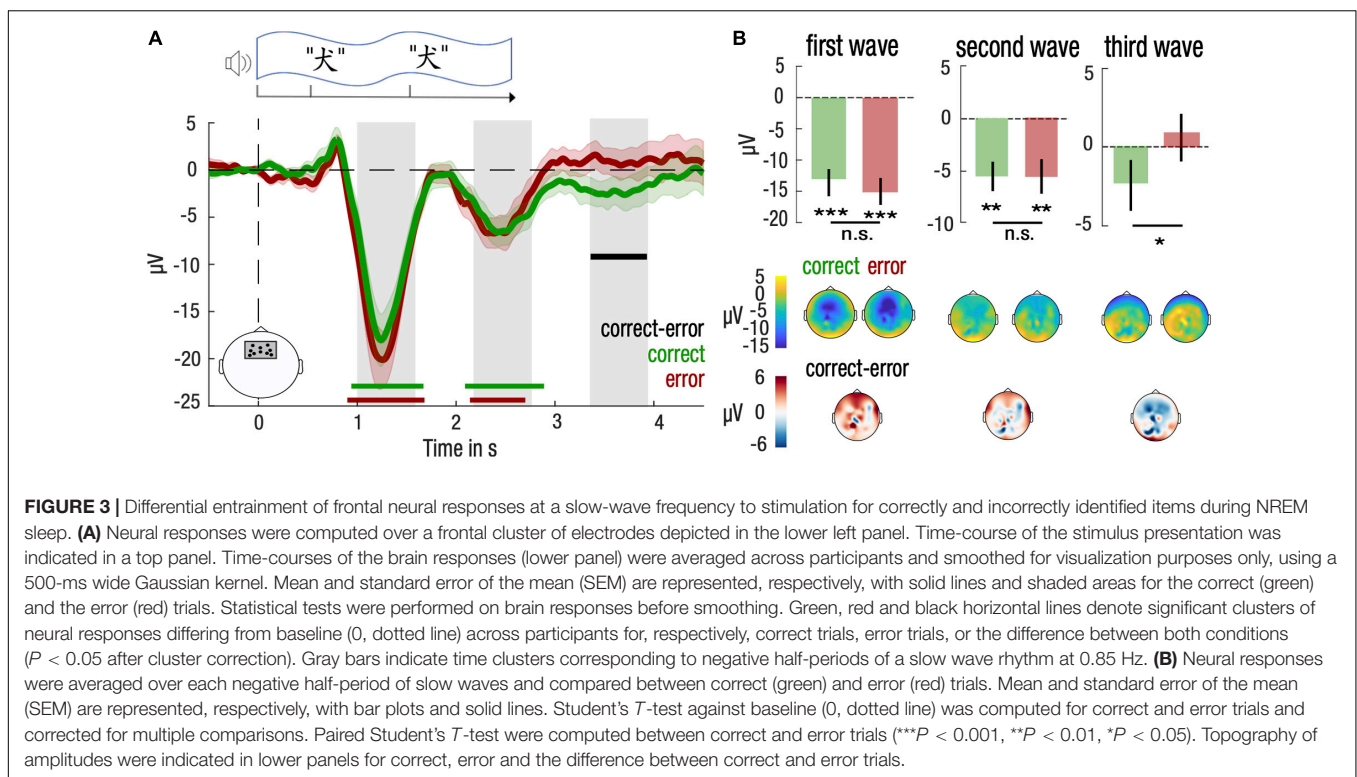 A
"犬" "犬"
5
0
-5
-10
-15
-20
-25
μV
0 1 2 3 4
Time in s
correct-error
correct
error
B
first wave second wave third wave
μV
5
0
-5
-10
-15
-20
*** ***
n.s.
5
0
-5
-10
** **
n.s.
5
0
-5
*
correct error
μV
5
0
-5
-10
-15
correct-error
μV
6
0
-6
FIGURE 3 | Differential entrainment of frontal neural responses at a slow-wave frequency to stimulation for correctly and incorrectly identified items during NREM
sleep. (A) Neural responses were computed over a frontal cluster of electrodes depicted in the lower left panel. Time-course of the stimulus presentation was
indicated in a top panel. Time-courses of the brain responses (lower panel) were averaged across participants and smoothed for visualization purposes only, using a
500-ms wide Gaussian kernel. Mean and standard error of the mean (SEM) are represented, respectively, with solid lines and shaded areas for the correct (green)
and the error (red) trials. Statistical tests were performed on brain responses before smoothing. Green, red and black horizontal lines denote significant clusters of
neural responses differing from baseline (0, dotted line) across participants for, respectively, correct trials, error trials, or the difference between both conditions
(P < 0.05 after cluster correction). Gray bars indicate time clusters corresponding to negative half-periods of a slow wave rhythm at 0.85 Hz. (B) Neural responses
were averaged over each negative half-period of slow waves and compared between correct (green) and error (red) trials. Mean and standard error of the mean
(SEM) are represented, respectively, with bar plots and solid lines. Student's T-test against baseline (0, dotted line) was computed for correct and error trials and
corrected for multiple comparisons. Paired Student's T-test were computed between correct and error trials (***P < 0.001, **P < 0.01, *P < 0.05). Topography of
amplitudes were indicated in lower panels for correct, error and the difference between correct and error trials.